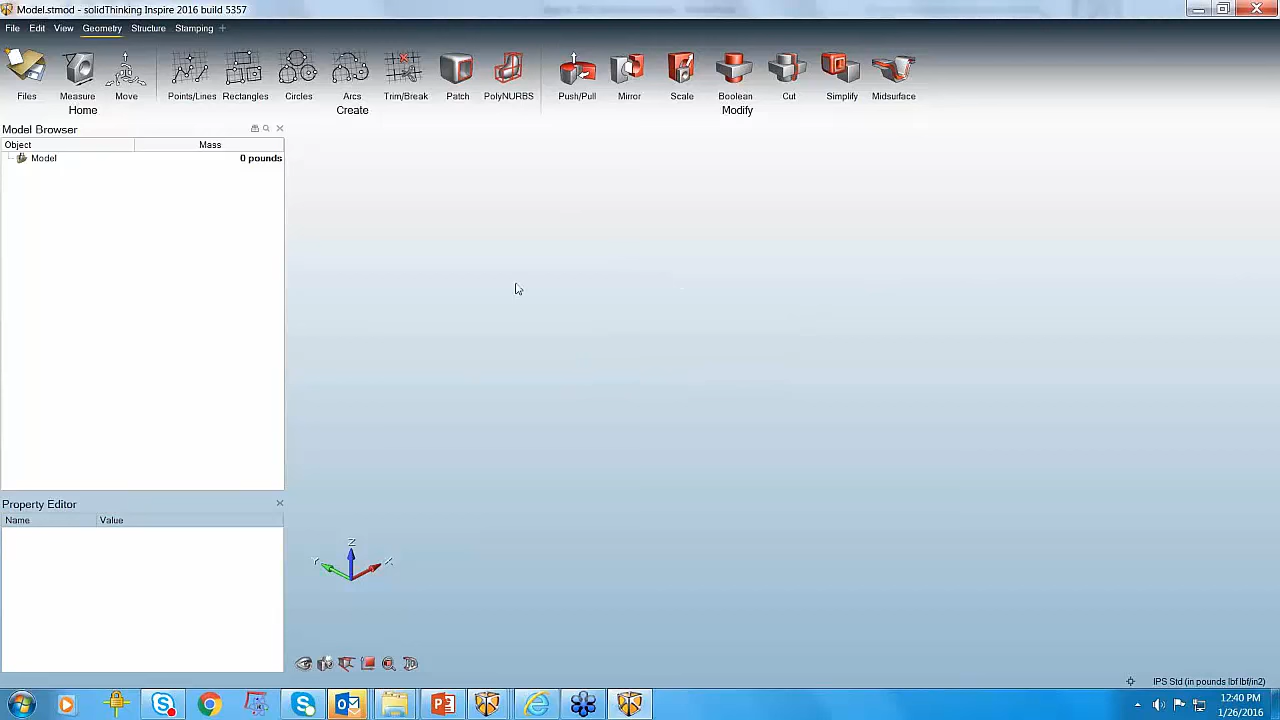 Model.stmod - solidThinking Inspire 2016 build 5357
File Edit View Geometry Structure Stamping +
Files Measure Move Points/Lines Rectangles Circles Arcs Trim/Break Patch PolyNURBS Push/Pull Mirror Scale Boolean Cut Simplify Midsurface
Home Create Modify
Model Browser
Object Mass
Model 0 pounds
Property Editor
Name Value
Z
Y X
IPS Std (in pounds lbf lbf/in2)
12:40 PM
1/26/2016